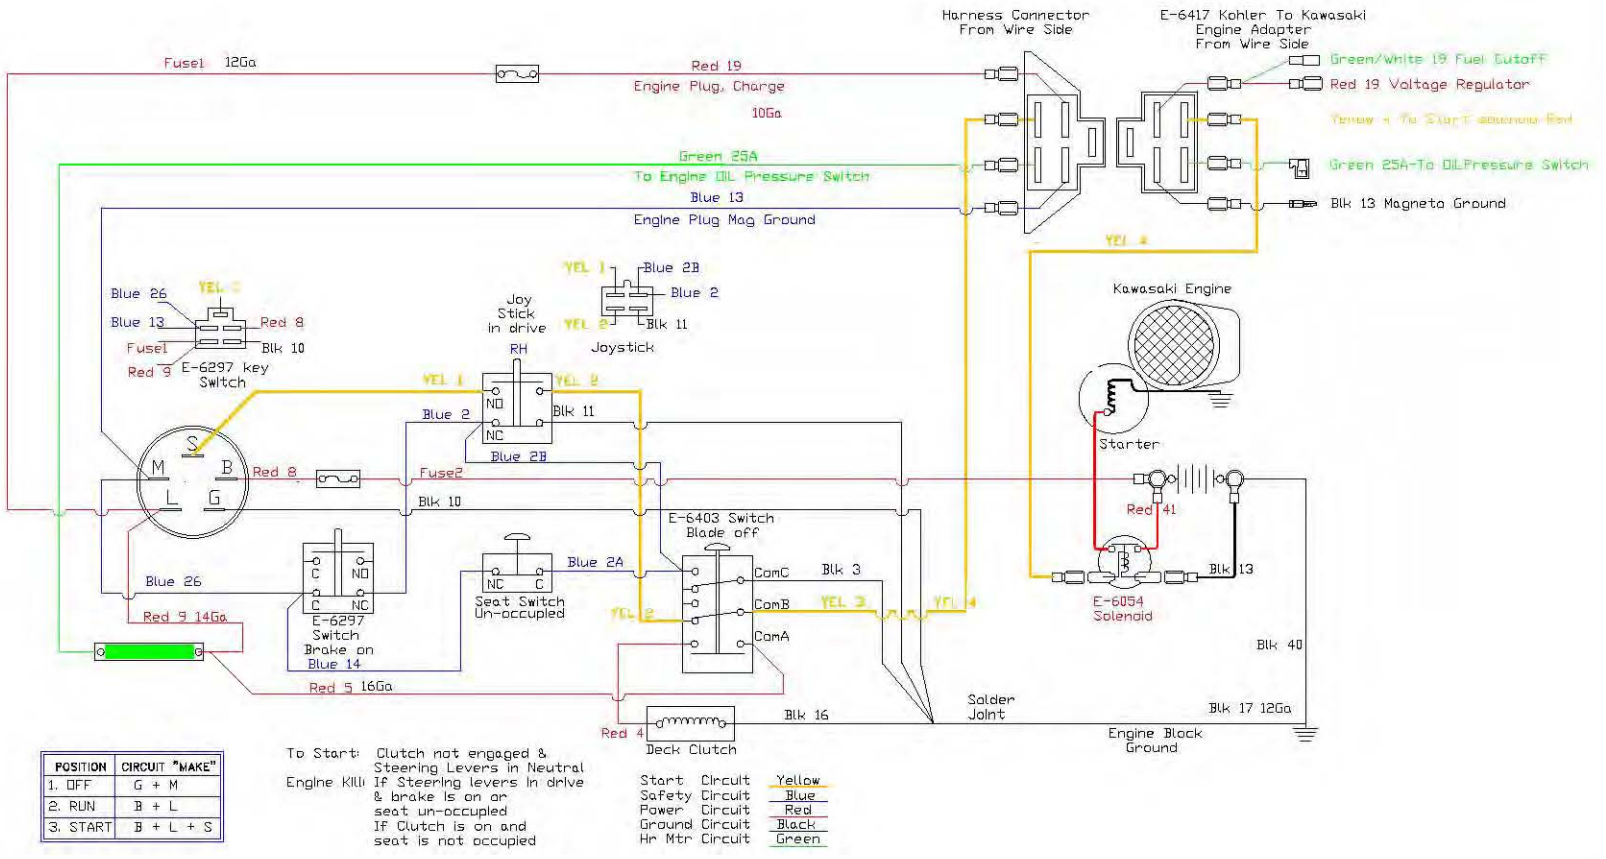 Harness Connector
From Wire Side
E-6417 Kohler To Kawasaki
Engine Adapter
From Wire Side
Fuse1 12Ga
Red 19
Engine Plug, Charge
10Ga
Green/White 19 Fuel Cutoff
Red 19 Voltage Regulator
Green 25A
To Engine OIL Pressure Switch
Green 25A-To OILPressure Switch
Blue 13
Engine Plug Mag Ground
Blk 13 Magneto Ground
YEL 4
YEL 1
Blue 2B
Blue 2
YEL 2
Blk 11
Joystick
Blue 26
YEL
Blue 13
Red 8
Fuse1
Blk 10
Red 9
E-6297 key
Switch
Joy
Stick
in drive
RH
Kawasaki Engine
YEL 1
YEL 2
NO
Blue 2
Blk 11
NC
Starter
Blue 2B
S
M
B
L
G
Red 8
Fuse2
Blk 10
Red 41
E-6403 Switch
Blade off
C
NO
Blue 26
C
NC
NC
C
Blue 2A
ComC
Blk 3
Blk 13
Seat Switch
Un-occupied
YEL 2
ComB
YEL 3
YEL 4
E-6054
Solenoid
Red 9 14Ga
E-6297
Switch
Brake on
Blue 14
ComA
Blk 40
Red 5 16Ga
Solder
Joint
Blk 17 12Ga
Red 4
Blk 16
Deck Clutch
Engine Block
Ground
POSITION CIRCUIT "MAKE"
1. OFF G + M
2. RUN B + L
3. START B + L + S
To Start: Clutch not engaged &
Steering Levers in Neutral
Engine Kill: If Steering levers in drive
& brake is on or
seat un-occupied
If Clutch is on and
seat is not occupied
Start Circuit Yellow
Safety Circuit Blue
Power Circuit Red
Ground Circuit Black
Hr Mtr Circuit Green